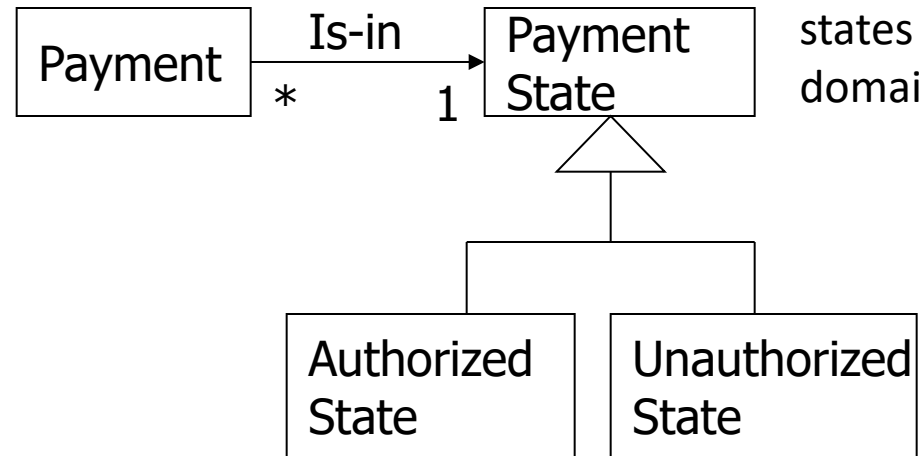 Payment
Is-in
*
1
Payment
State
states
domai
Authorized
State
Unauthorized
State